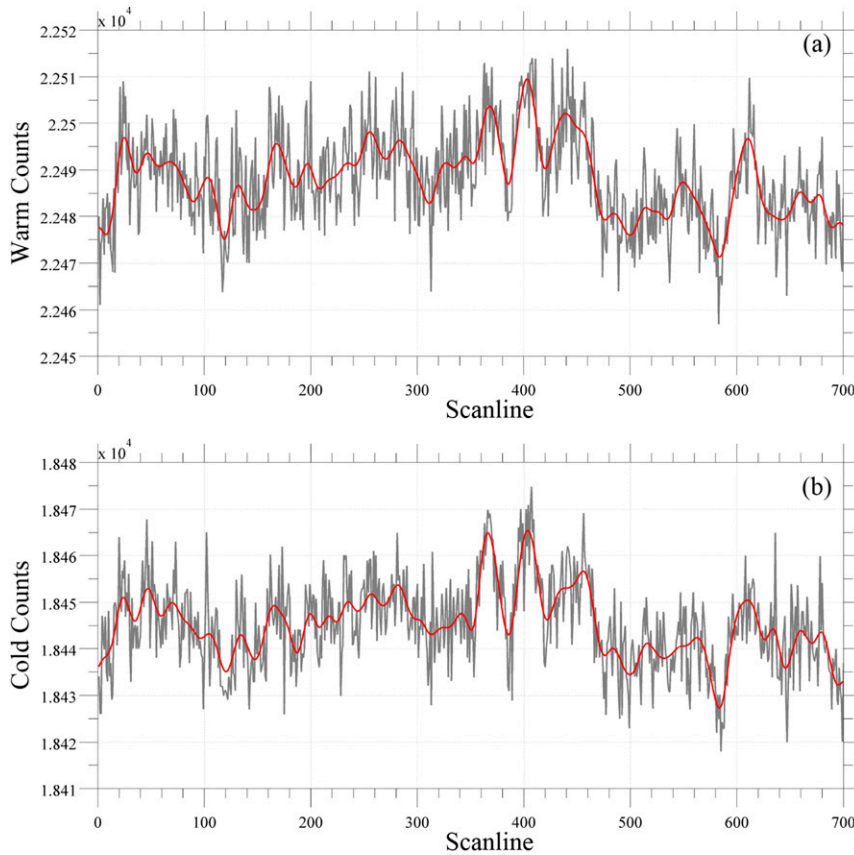 x 10⁴
(a)
Warm Counts
2.252
2.251
2.25
2.249
2.248
2.247
2.246
2.245
0 100 200 300 400 500 600 700
Scanline
x 10⁴
(b)
Cold Counts
1.848
1.847
1.846
1.845
1.844
1.843
1.842
1.841
0 100 200 300 400 500 600 700
Scanline